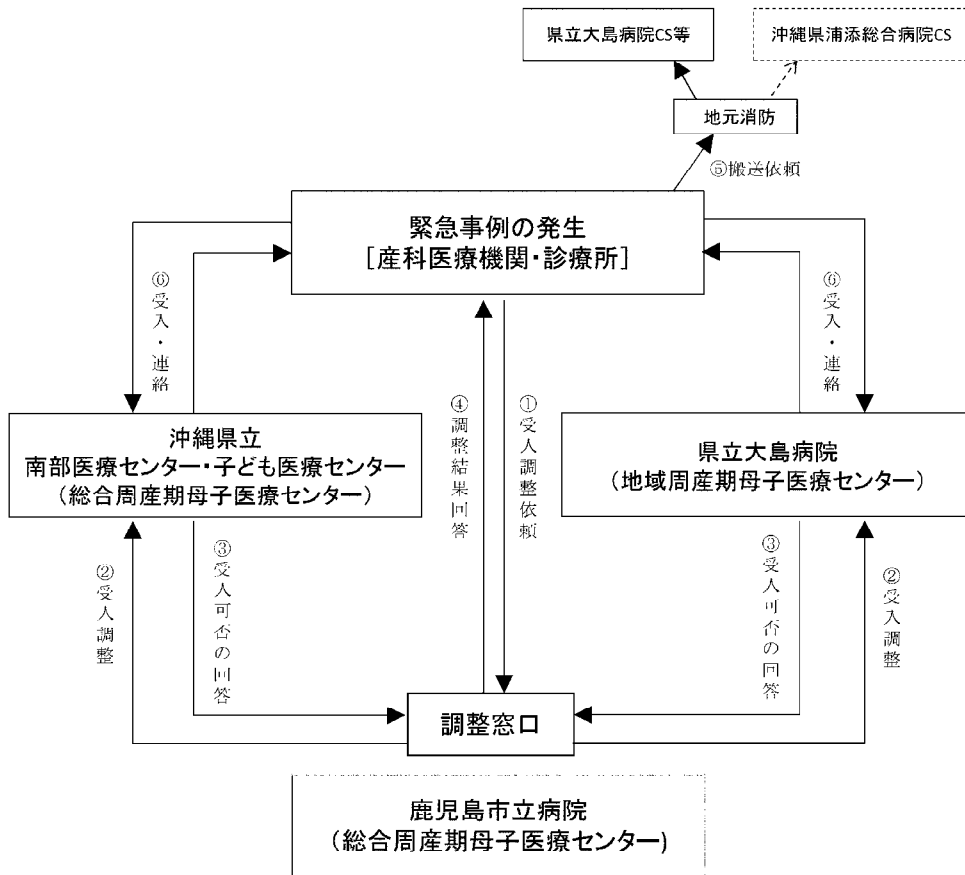 県立大島病院CS等
沖縄県浦添総合病院CS
地元消防
⑤搬送依頼
緊急事例の発生
[産科医療機関・診療所]
⑥受入・連絡
⑥受入・連絡
④調整結果回答
①受入調整依頼
沖縄県立
南部医療センター・子ども医療センター
（総合周産期母子医療センター）
県立大島病院
（地域周産期母子医療センター）
②受入調整
③受入可否の回答
③受入可否の回答
②受入調整
調整窓口
鹿児島市立病院
（総合周産期母子医療センター)